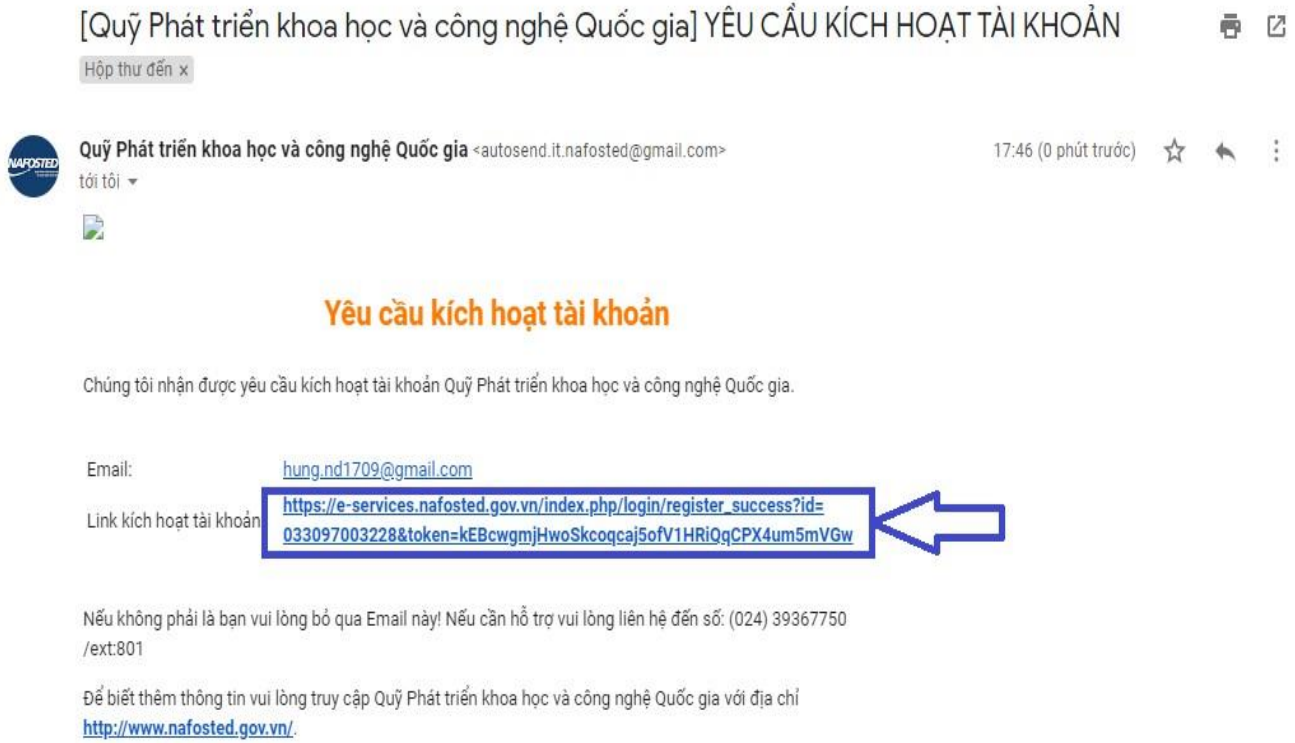 [Quỹ Phát triển khoa học và công nghệ Quốc gia] YÊU CẦU KÍCH HOẠT TÀI KHOẢN
Hộp thư đến x
NAFOSTED
Quỹ Phát triển khoa học và công nghệ Quốc gia <autosend.it.nafosted@gmail.com>
17:46 (0 phút trước)
tới tôi
Yêu cầu kích hoạt tài khoản
Chúng tôi nhận được yêu cầu kích hoạt tài khoản Quỹ Phát triển khoa học và công nghệ Quốc gia.
Email: hung.nd1709@gmail.com
Link kích hoạt tài khoản
https://e-services.nafosted.gov.vn/index.php/login/register_success?id=
033097003228&token=kEBcwgmjHwoSkcoqcaj5ofV1HRiQqCPX4um5mVGw
Nếu không phải là bạn vui lòng bỏ qua Email này! Nếu cần hỗ trợ vui lòng liên hệ đến số: (024) 39367750
/ext:801
Để biết thêm thông tin vui lòng truy cập Quỹ Phát triển khoa học và công nghệ Quốc gia với địa chỉ
http://www.nafosted.gov.vn/.